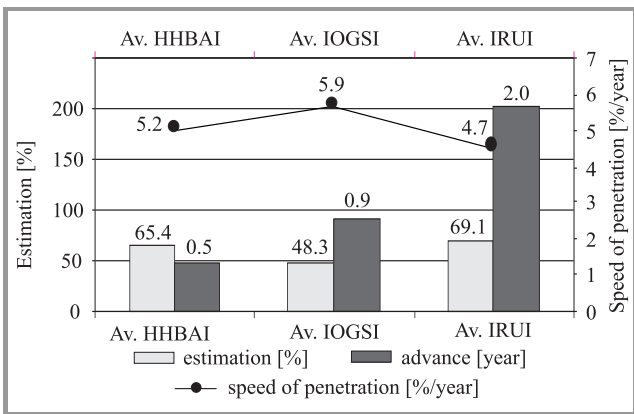 Av. HHBAI Av. IOGSI Av. IRUI
7
6
5
4
3
2
1
0
Speed of penetration [%/year]
200
150
100
50
0
Estimation [%]
5.2 5.9 4.7
65.4 0.5 48.3 0.9 69.1 2.0
Av. HHBAI Av. IOGSI Av. IRUI
estimation [%] advance [year]
speed of penetration [%/year]